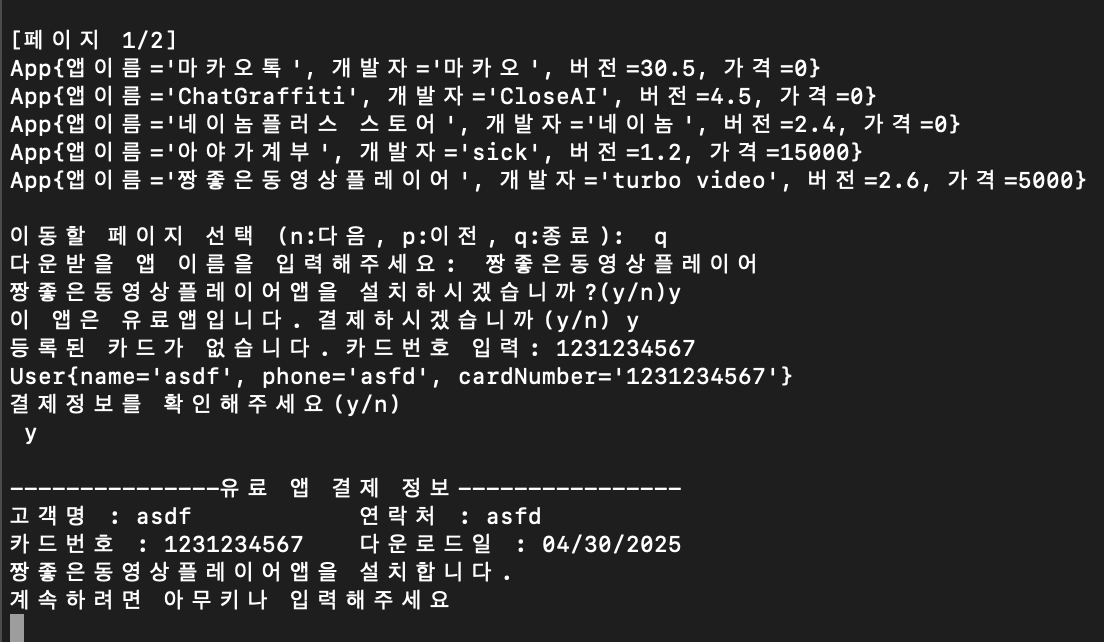 [페이지 1/2]
App{앱이름='마카오톡', 개발자='마카오', 버전=30.5, 가격=0}
App{앱이름='ChatGraffiti', 개발자='CloseAI', 버전=4.5, 가격=0}
App{앱이름='네이놈플러스 스토어', 개발자='네이놈', 버전=2.4, 가격=0}
App{앱이름='아야가계부', 개발자='sick', 버전=1.2, 가격=15000}
App{앱이름='짱좋은동영상플레이어', 개발자='turbo video', 버전=2.6, 가격=5000}
이동할 페이지 선택 (n:다음, p:이전, q:종료):  q
다운받을 앱 이름을 입력해주세요:  짱좋은동영상플레이어
짱좋은동영상플레이어앱을 설치하시겠습니까?(y/n)y
이 앱은 유료앱입니다.결제하시겠습니까(y/n) y
등록된 카드가 없습니다.카드번호 입력: 1231234567
User{name='asdf', phone='asfd', cardNumber='1231234567'}
결제정보를 확인해주세요(y/n)
 y
---------------유료 앱 결제 정보----------------
고객명 : asdf            연락처 : asfd
카드번호 : 1231234567    다운로드일 : 04/30/2025
짱좋은동영상플레이어앱을 설치합니다.
계속하려면 아무키나 입력해주세요